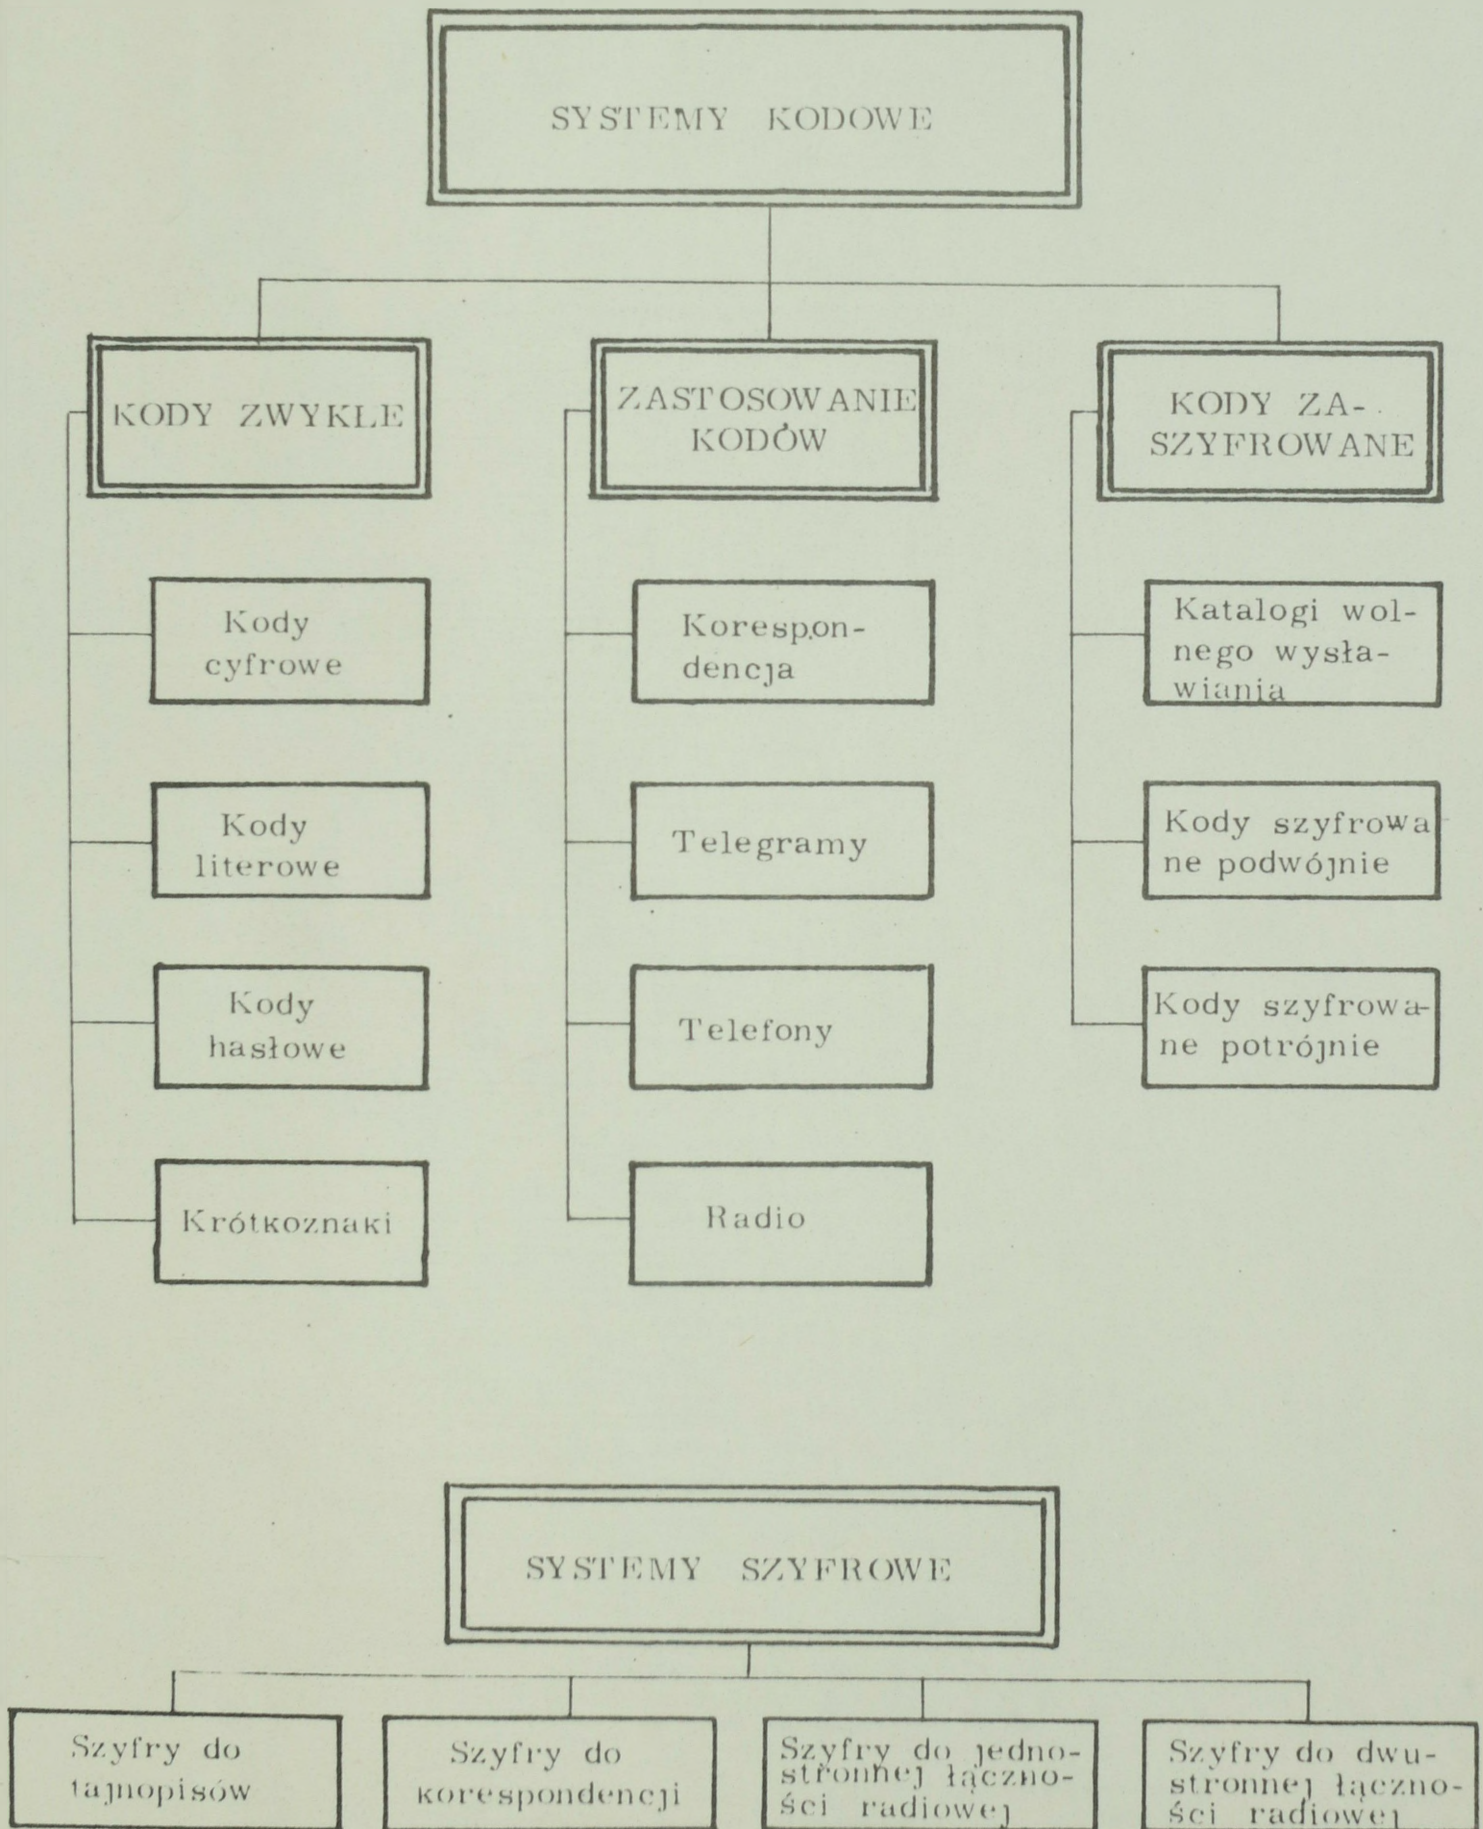 SYSTEMY KODOWE
KODY ZWYKLE
Kody
cyfrowe
Kody
literowe
Kody
hasłowe
Krótkoznaki
ZASTOSOWANIE
KODÓW
Korespon-
dencja
Telegramy
Telefony
Radio
KODY ZA-
SZYFROWANE
Katalogi wol-
nego wysła-
wiania
Kody szyfrowa
ne podwójnie
Kody szyfrowa-
ne potrójnie
SYSTEMY SZYFROWE
Szyfry do
tajnopisów
Szyfry do
korespondencji
Szyfry do jedno-
stronnej łączno-
ści radiowej
Szyfry do dwu-
stronnej łączno-
ści radiowej